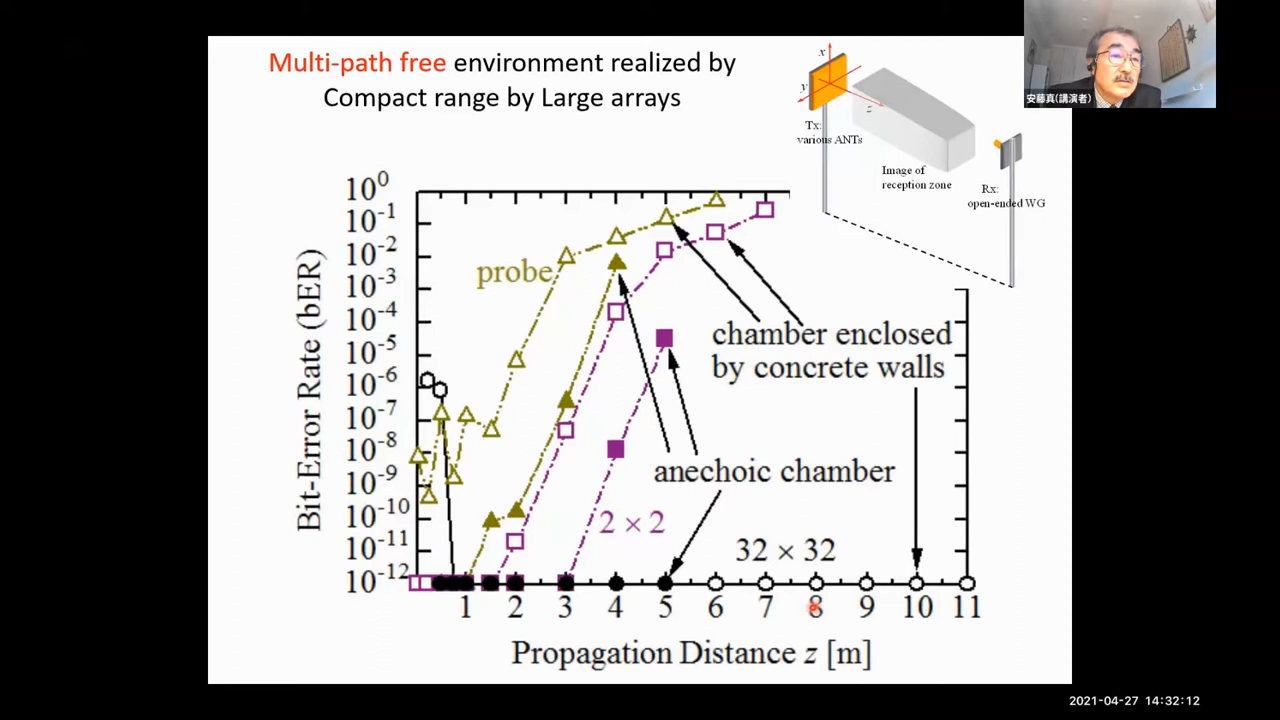 Multi-path free environment realized by
Compact range by Large arrays
安藤真(講演者)
x
y
z
Tx:
various ANTs
Image of
reception zone
Rx:
open-ended WG
Bit-Error Rate (bER)
10^0
10^-1
10^-2
10^-3
10^-4
10^-5
10^-6
10^-7
10^-8
10^-9
10^-10
10^-11
10^-12
probe
chamber enclosed
by concrete walls
anechoic chamber
2 × 2
32 × 32
1 2 3 4 5 6 7 8 9 10 11
Propagation Distance z [m]
2021-04-27 14:32:12